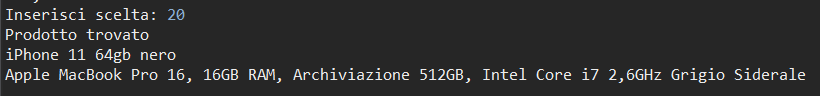 Inserisci scelta: 20
Prodotto trovato
iPhone 11 64gb nero
Apple MacBook Pro 16, 16GB RAM, Archiviazione 512GB, Intel Core i7 2,6GHz Grigio Siderale